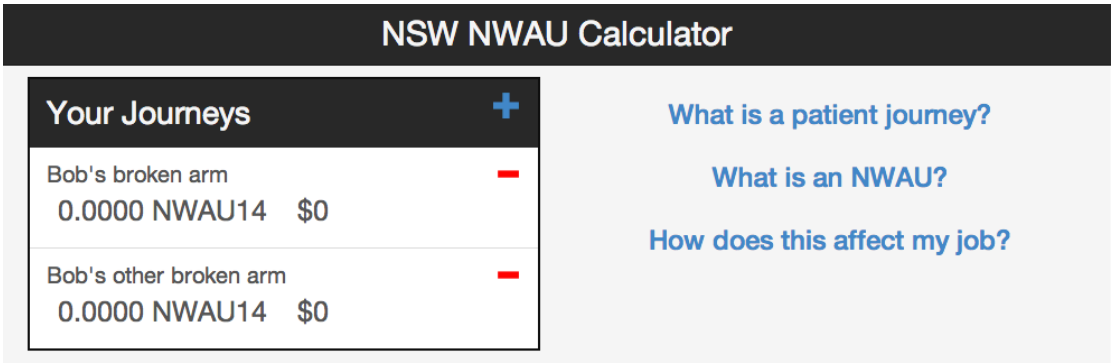 NSW NWAU Calculator
Your Journeys
Bob's broken arm
0.0000 NWAU14 $0
Bob's other broken arm
0.0000 NWAU14 $0
What is a patient journey?
What is an NWAU?
How does this affect my job?